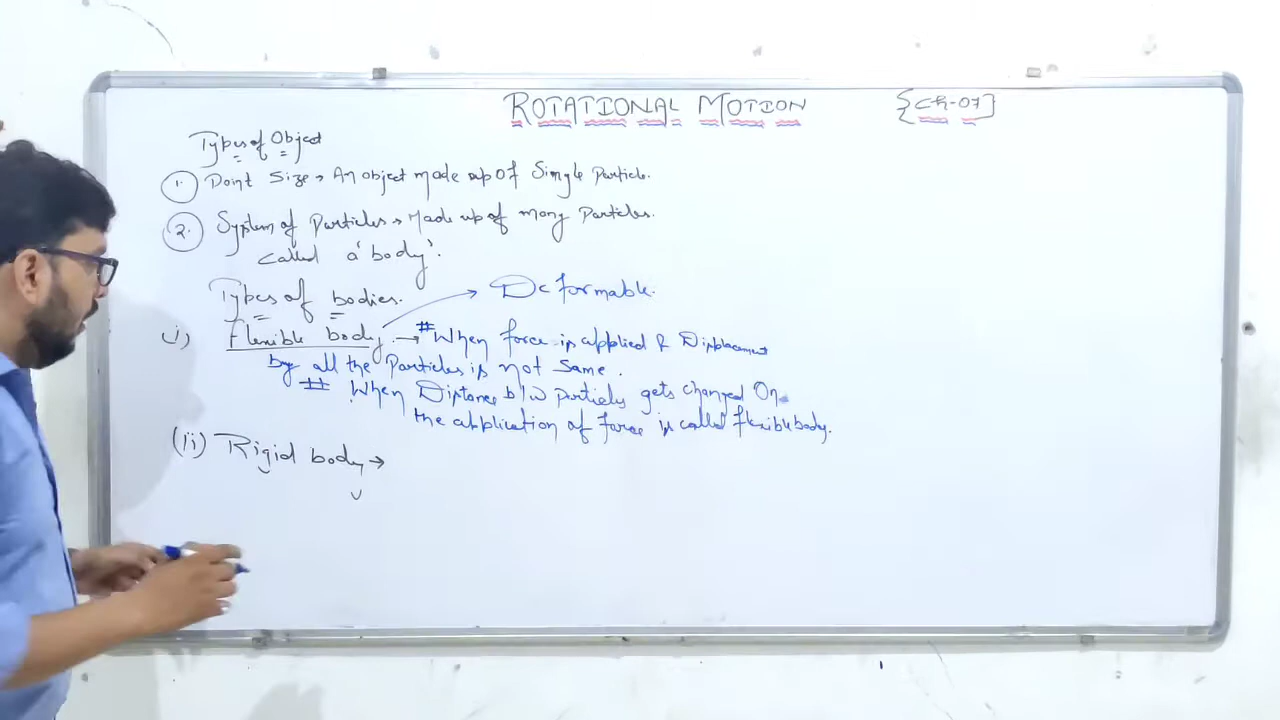 ROTATIONAL MOTION {Ch-07}
Types of Object
1. Point Size → An object made up of Single Particle.
2. System of Particles → Made up of many Particles.
called a 'body'.
Types of bodies.
→ Deformable.
i) Flexible body → # When force is applied & Displacement
by all the Particles is not Same.
# When Distance b/w particles gets changed On
the application of force is called flexible body.
(ii) Rigid body →